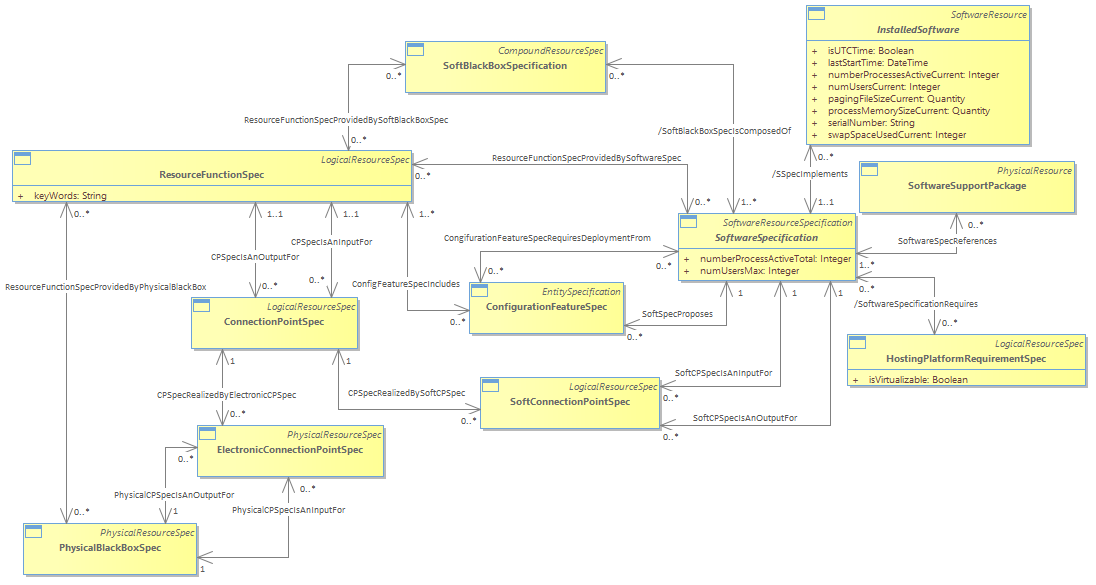 SoftwareResource
InstalledSoftware
+ isUTCTime: Boolean
+ lastStartTime: DateTime
+ numberProcessesActiveCurrent: Integer
+ numUsersCurrent: Integer
+ pagingFileSizeCurrent: Quantity
+ processMemorySizeCurrent: Quantity
+ serialNumber: String
+ swapSpaceUsedCurrent: Integer
CompoundResourceSpec
SoftBlackBoxSpecification
0..*
0..*
ResourceFunctionSpecProvidedBySoftBlackBoxSpec
/SoftBlackBoxSpecIsComposedOf
0..*
0..*
/SSpecImplements
LogicalResourceSpec
ResourceFunctionSpec
+ keyWords: String
ResourceFunctionSpecProvidedBySoftwareSpec
0..*
PhysicalResource
SoftwareSupportPackage
0..*
1..*
1..1
0..*
1..1
1..1
1..*
0..*
SoftwareResourceSpecification
SoftwareSpecification
+ numberProcessActiveTotal: Integer
+ numUsersMax: Integer
SoftwareSpecReferences
CPSpecIsAnInputFor
CongifurationFeatureSpecRequiresDeploymentFrom
CPSpecIsAnOutputFor
0..*
0..*
1..*
ResourceFunctionSpecProvidedByPhysicalBlackBox
0..*
0..*
ConfigFeatureSpecIncludes
EntitySpecification
ConfigurationFeatureSpec
0..*
0..*
1
1
1
0..*
/SoftwareSpecificationRequires
LogicalResourceSpec
ConnectionPointSpec
SoftSpecProposes
0..*
LogicalResourceSpec
HostingPlatformRequirementSpec
+ isVirtualizable: Boolean
1
1
SoftCPSpecIsAnInputFor
LogicalResourceSpec
SoftConnectionPointSpec
0..*
CPSpecRealizedByElectronicCPSpec
CPSpecRealizedBySoftCPSpec
0..*
0..*
SoftCPSpecIsAnOutputFor
0..*
PhysicalResourceSpec
ElectronicConnectionPointSpec
0..*
0..*
PhysicalCPSpecIsAnOutputFor
PhysicalCPSpecIsAnInputFor
0..*
1
PhysicalResourceSpec
PhysicalBlackBoxSpec
1